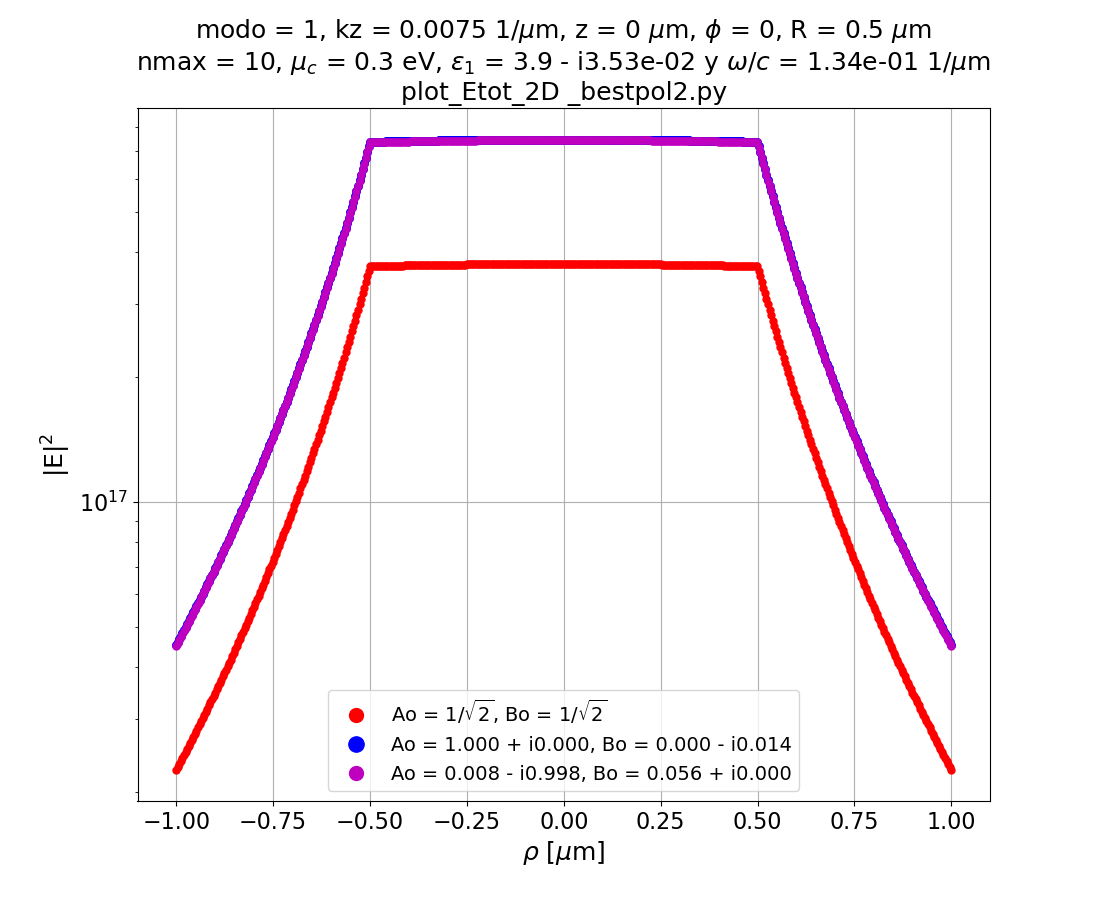 modo = 1, kz = 0.0075 1/μm, z = 0 μm, ϕ = 0, R = 0.5 μm
nmax = 10, μ_c = 0.3 eV, ε₁ = 3.9 - i3.53e-02 y ω/c = 1.34e-01 1/μm
plot_Etot_2D _bestpol2.py
|E|²
10¹⁷
Ao = 1/√2, Bo = 1/√2
Ao = 1.000 + i0.000, Bo = 0.000 - i0.014
Ao = 0.008 - i0.998, Bo = 0.056 + i0.000
−1.00 −0.75 −0.50 −0.25 0.00 0.25 0.50 0.75 1.00
ρ [μm]